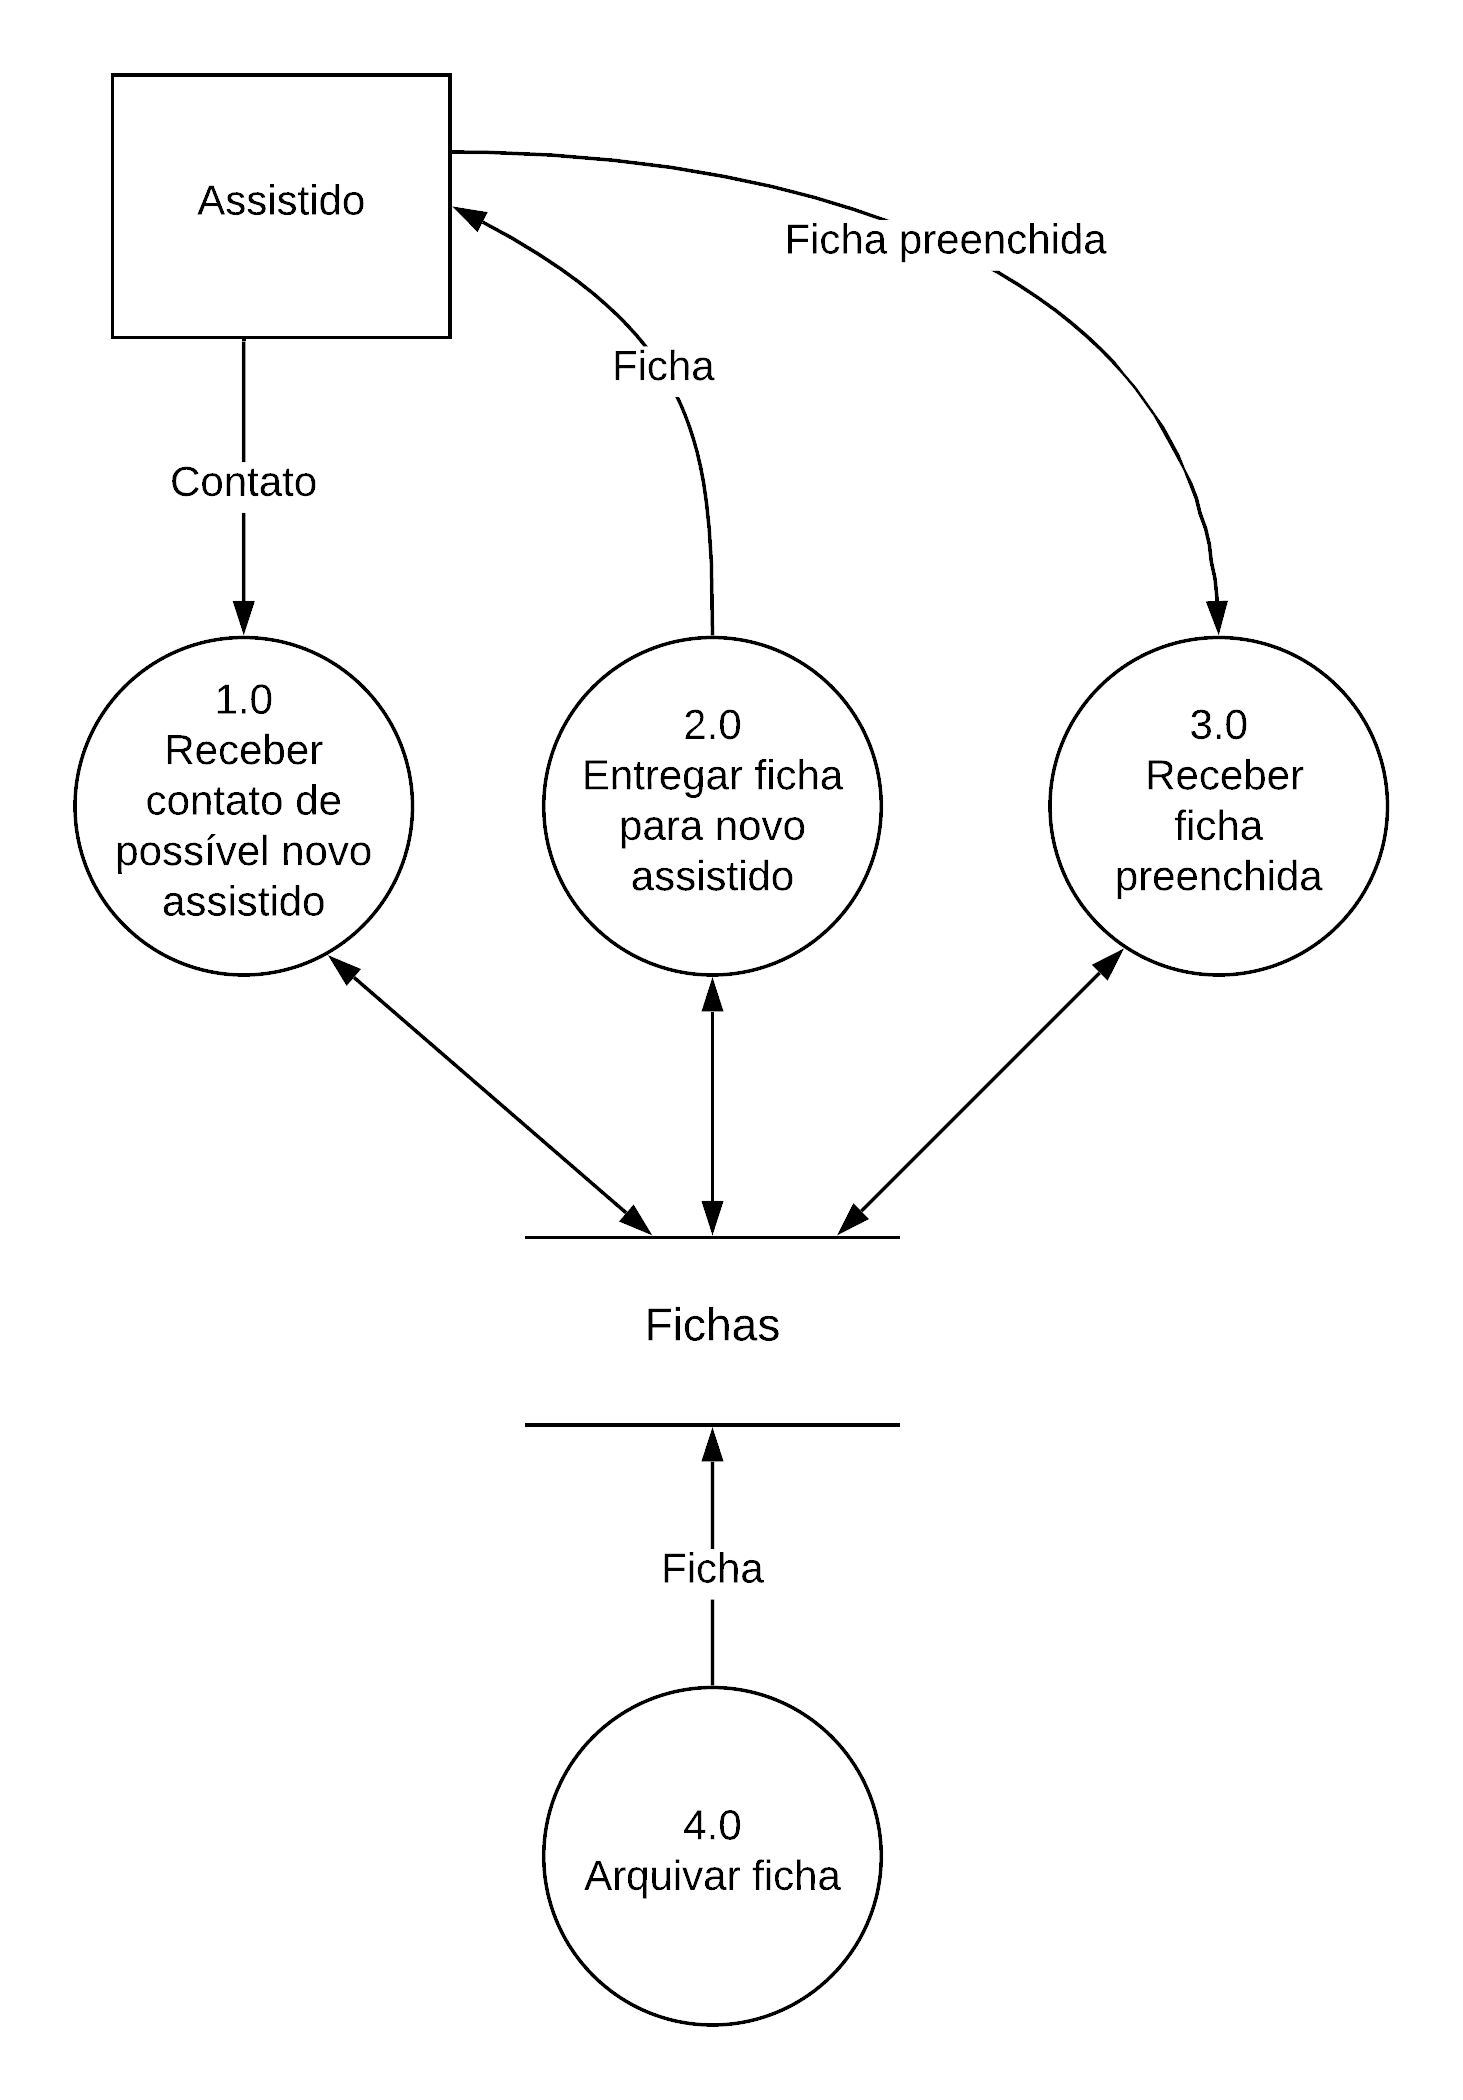 Assistido
Ficha preenchida
Ficha
Contato
1.0
Receber
contato de
possível novo
assistido
2.0
Entregar ficha
para novo
assistido
3.0
Receber
ficha
preenchida
Fichas
Ficha
4.0
Arquivar ficha